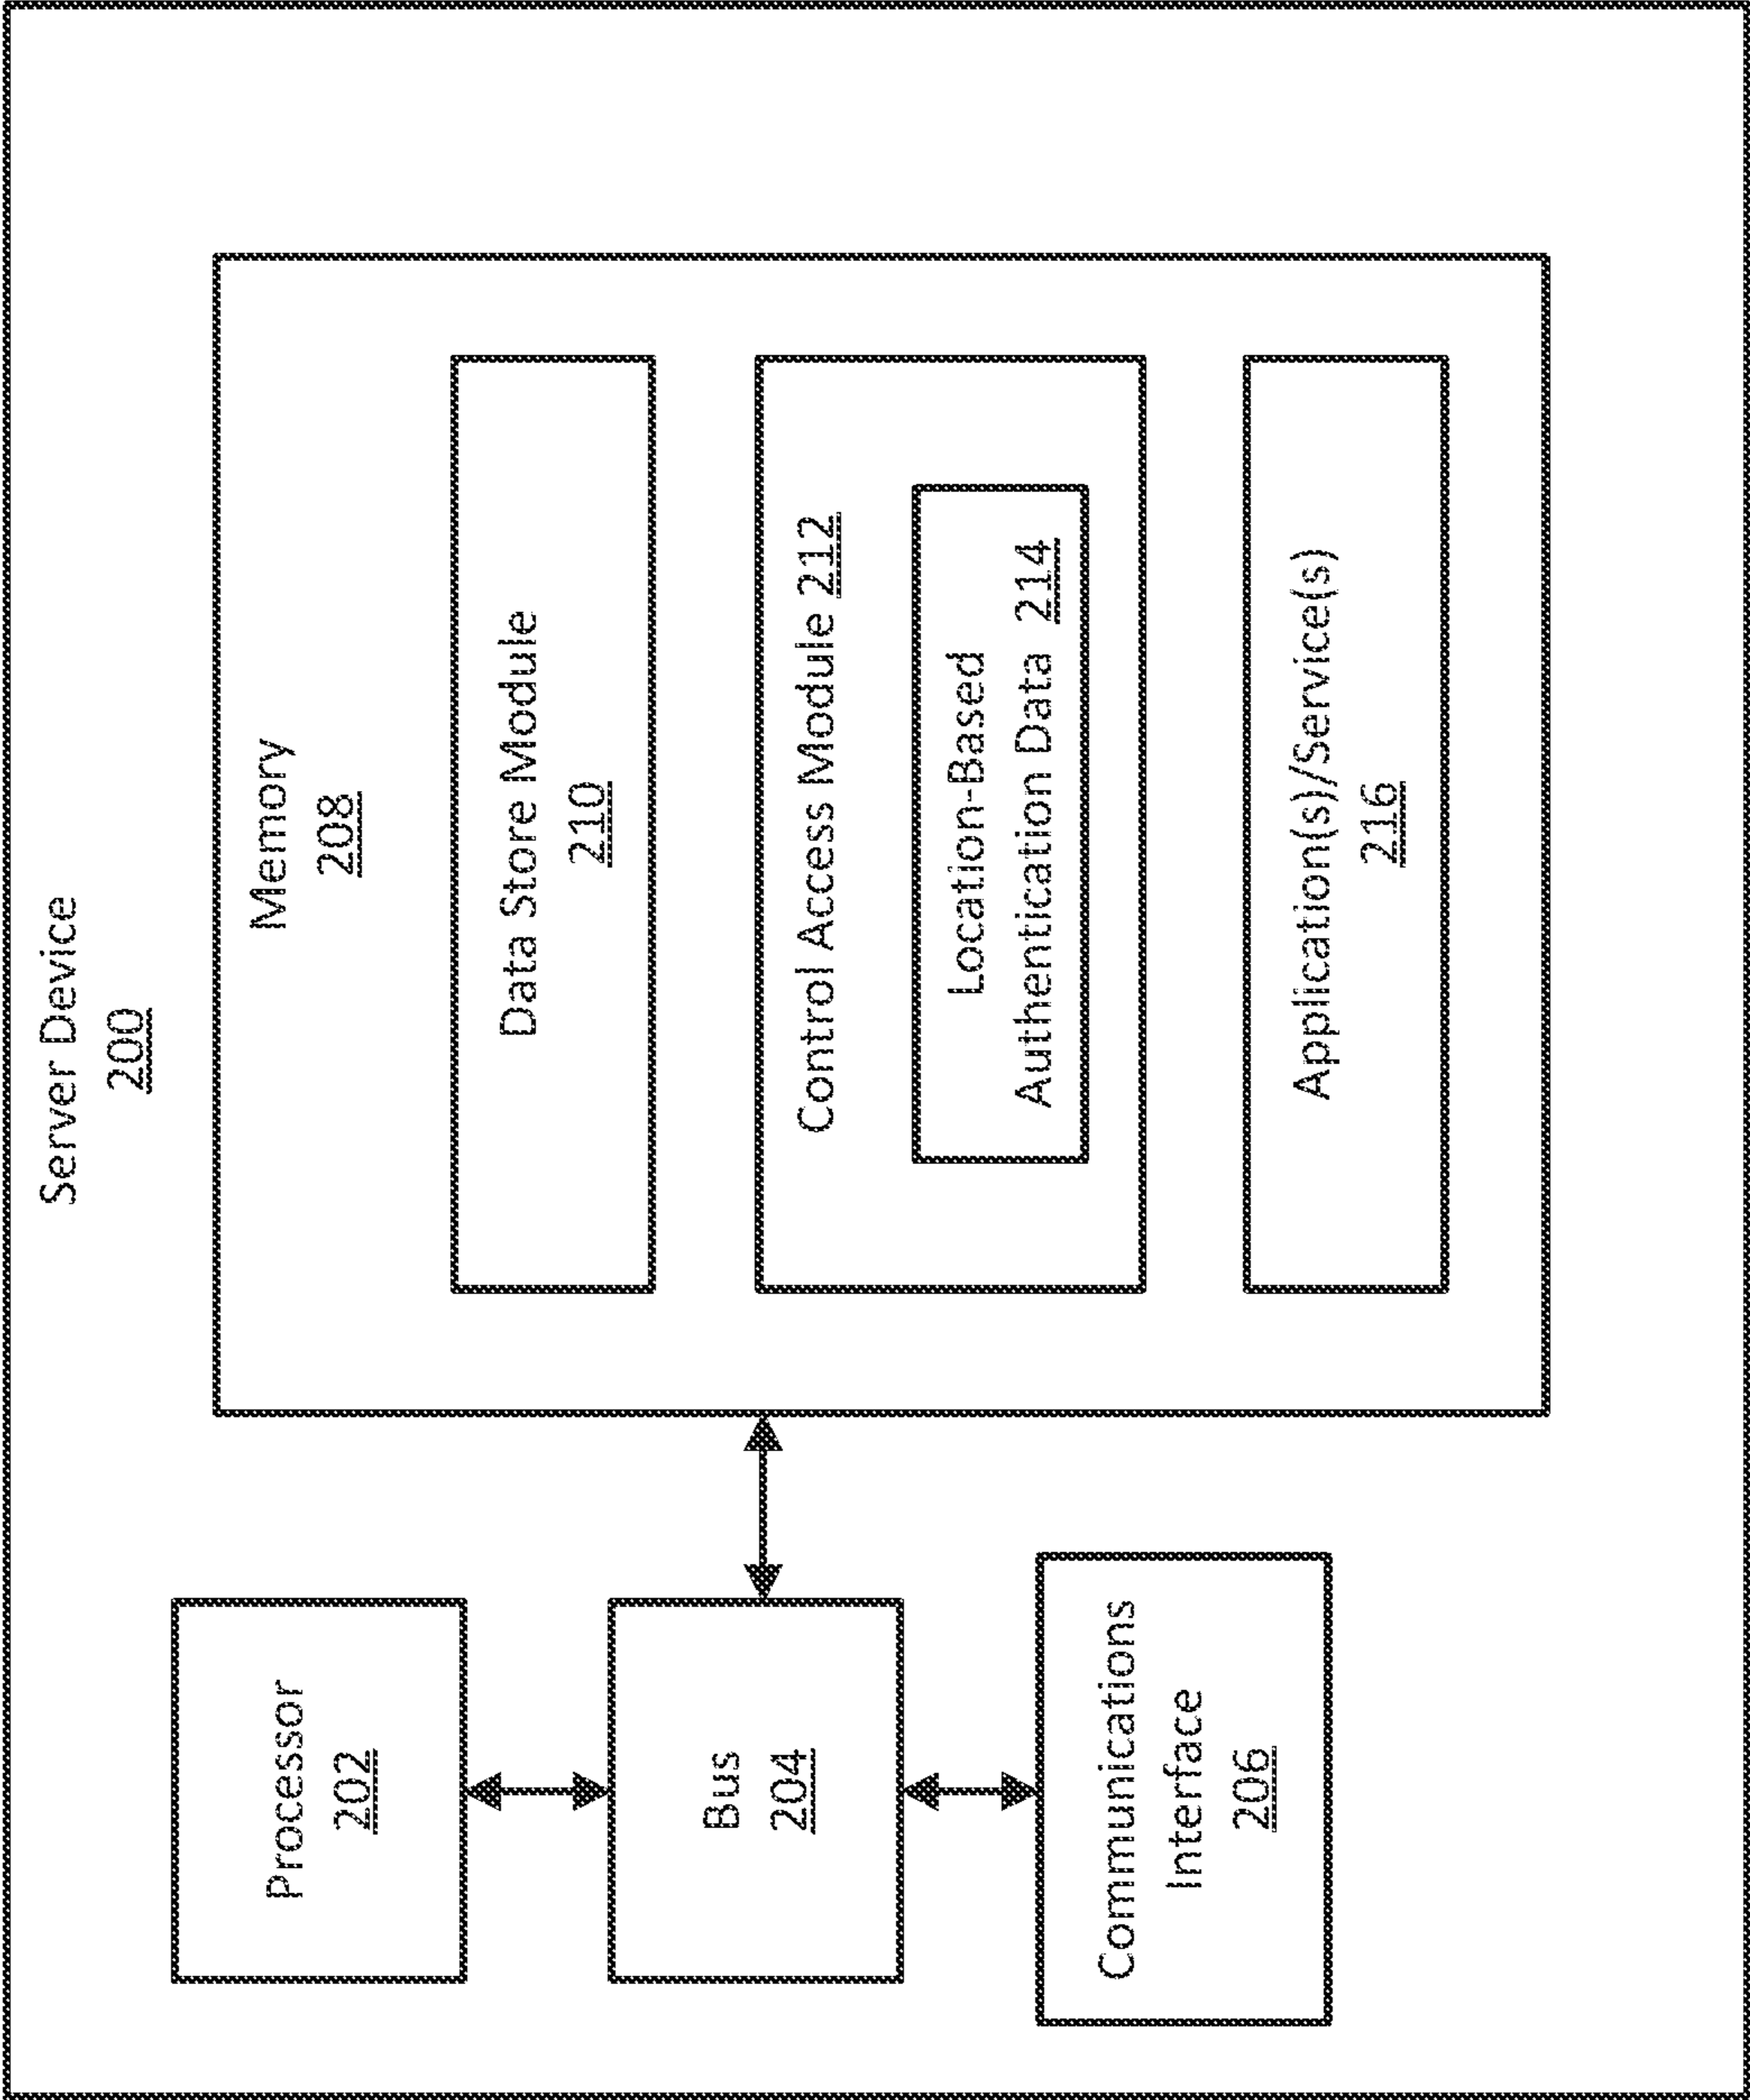 Server Device
200
Processor
202
Bus
204
Communications
Interface
206
Memory
208
Data Store Module
210
Control Access Module 212
Location-Based
Authentication Data 214
Application(s)/Service(s)
216